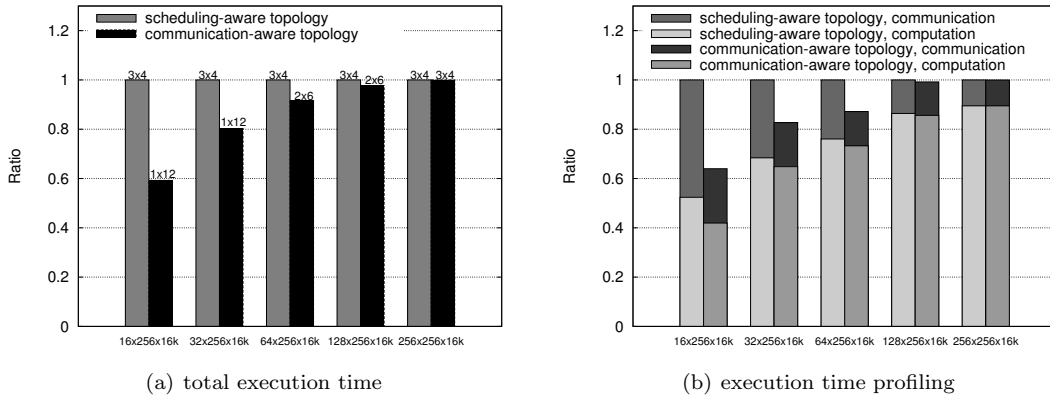 scheduling-aware topology
communication-aware topology
Ratio
1.2
1
0.8
0.6
0.4
0.2
0
3x4
1x12
3x4
1x12
3x4
2x6
3x4
2x6
3x4
3x4
16x256x16k
32x256x16k
64x256x16k
128x256x16k
256x256x16k
(a) total execution time
scheduling-aware topology, communication
scheduling-aware topology, computation
communication-aware topology, communication
communication-aware topology, computation
Ratio
1.2
1
0.8
0.6
0.4
0.2
0
16x256x16k
32x256x16k
64x256x16k
128x256x16k
256x256x16k
(b) execution time profiling